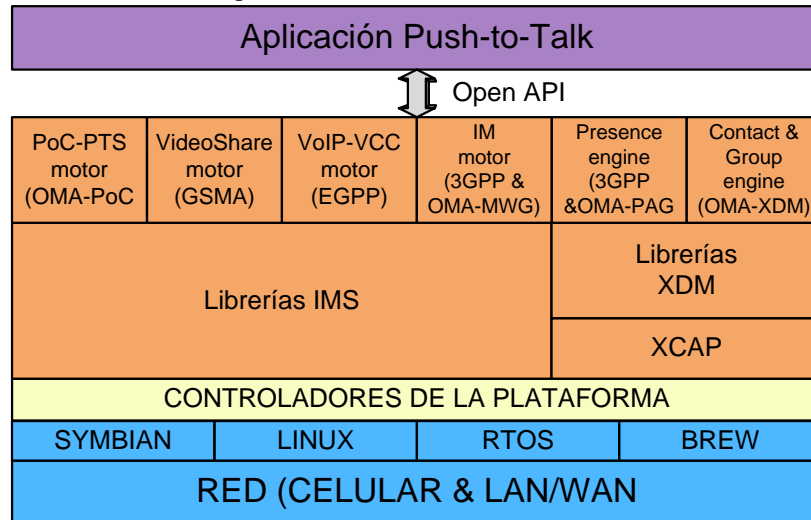 Aplicación Push-to-Talk
Open API
PoC-PTS
motor
(OMA-PoC
VideoShare
motor
(GSMA)
VoIP-VCC
motor
(EGPP)
IM
motor
(3GPP &
OMA-MWG)
Presence
engine
(3GPP
&OMA-PAG
Contact &
Group
engine
(OMA-XDM)
Librerías IMS
Librerías
XDM
XCAP
CONTROLADORES DE LA PLATAFORMA
SYMBIAN
LINUX
RTOS
BREW
RED (CELULAR & LAN/WAN